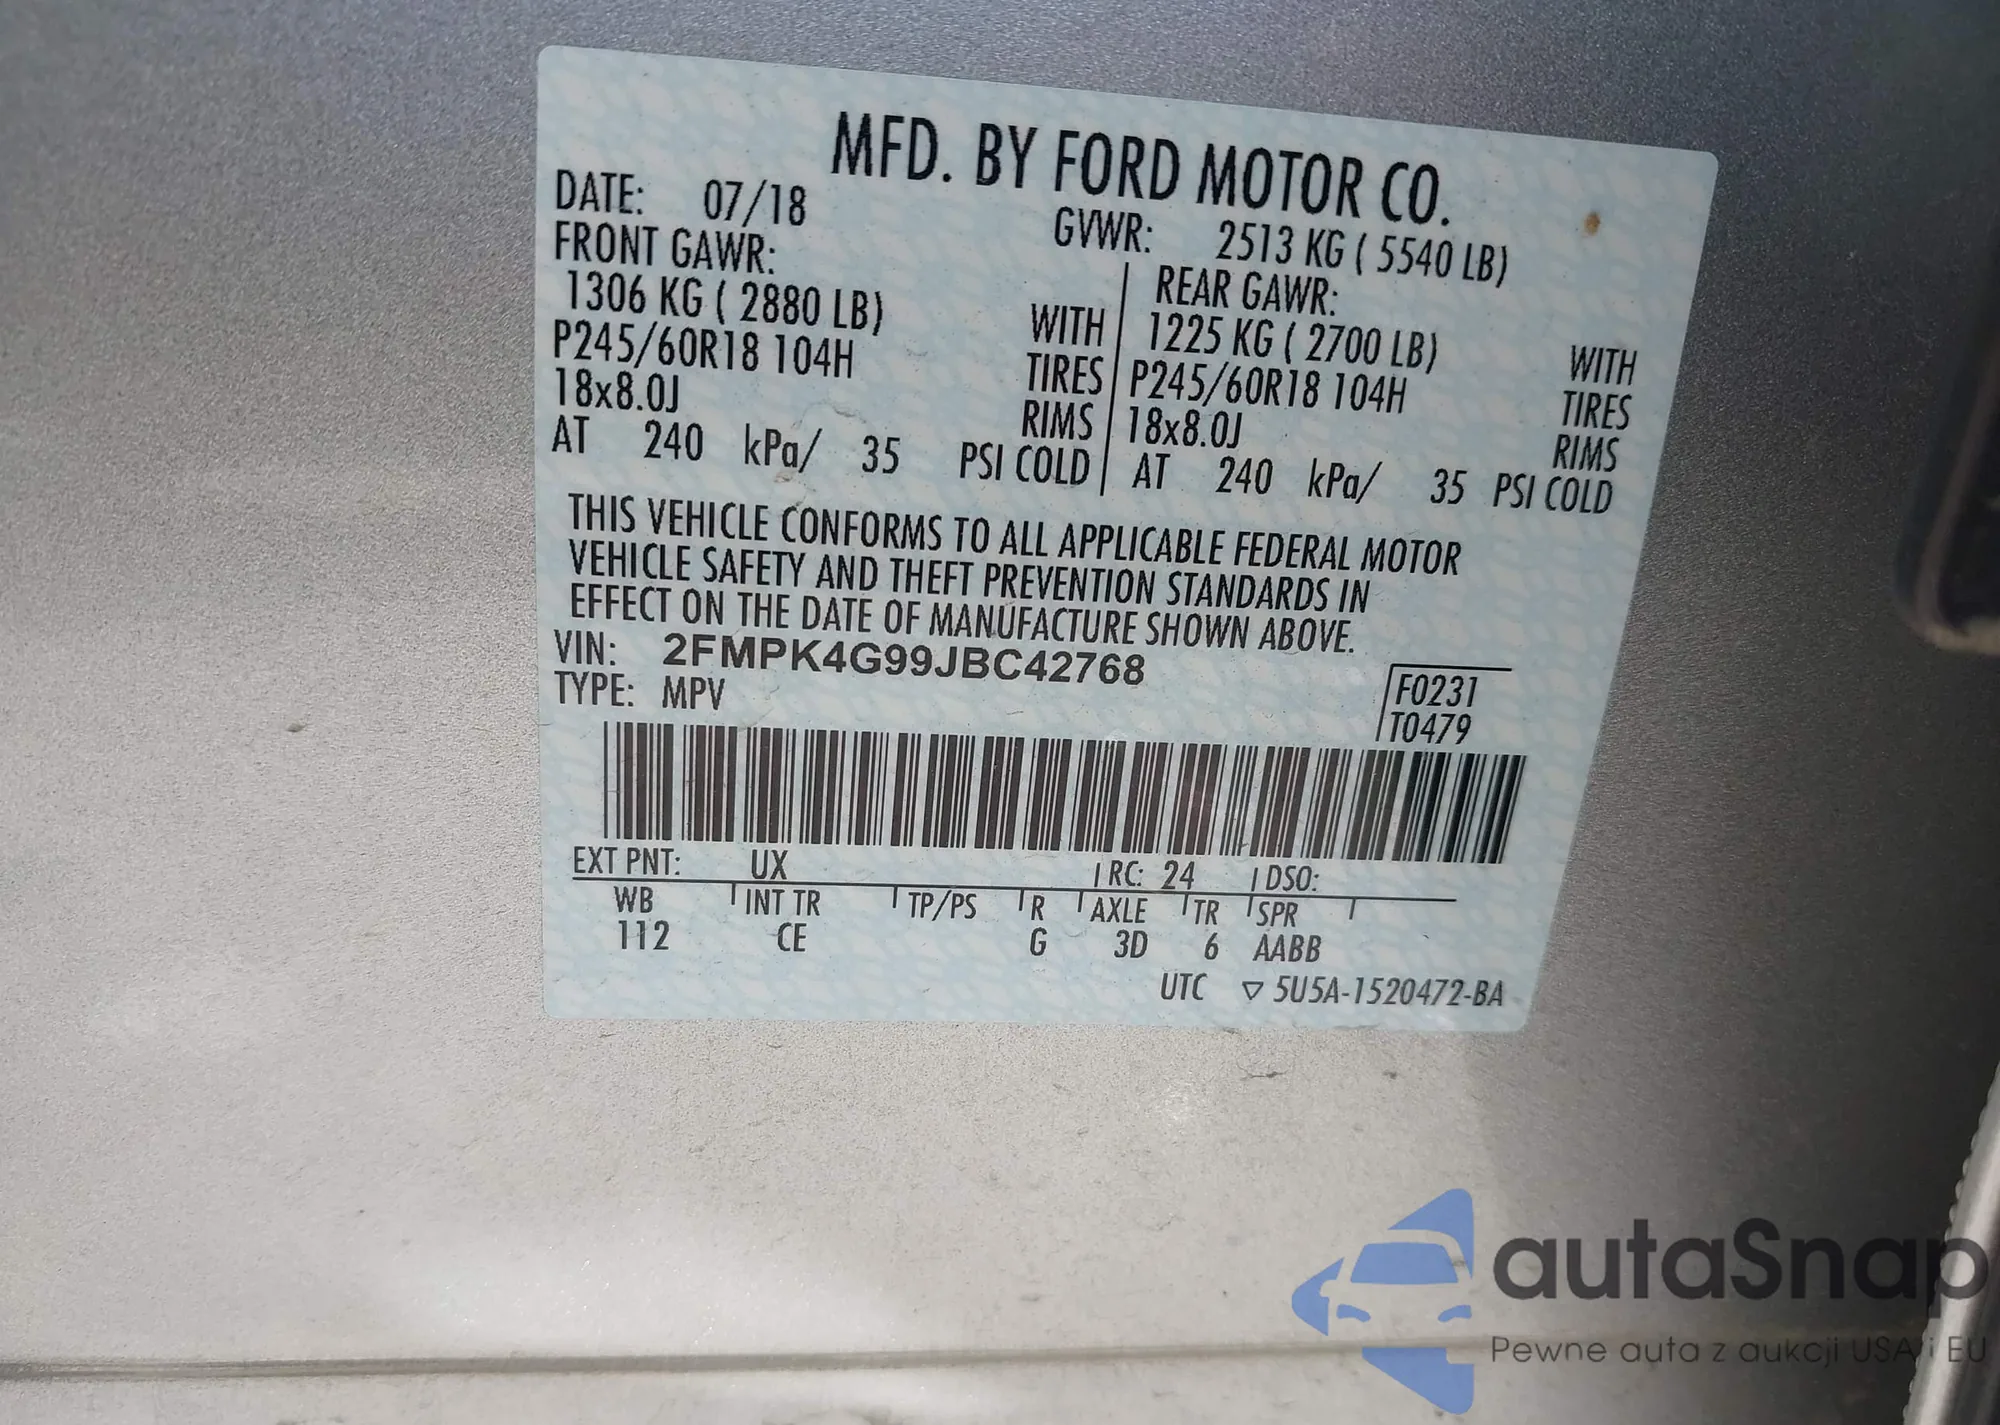 MFD. BY FORD MOTOR CO.
DATE: 07/18 GVWR: 2513 KG ( 5540 LB)
FRONT GAWR: REAR GAWR:
1306 KG ( 2880 LB) WITH 1225 KG ( 2700 LB) WITH
P245/60R18 104H TIRES P245/60R18 104H TIRES
18x8.0J RIMS 18x8.0J RIMS
AT 240 kPa/ 35 PSI COLD AT 240 kPa/ 35 PSI COLD
THIS VEHICLE CONFORMS TO ALL APPLICABLE FEDERAL MOTOR
VEHICLE SAFETY AND THEFT PREVENTION STANDARDS IN
EFFECT ON THE DATE OF MANUFACTURE SHOWN ABOVE.
VIN: 2FMPK4G99JBC42768
TYPE: MPV
F0231
T0479
EXT PNT: UX RC: 24 DSO:
WB INT TR TP/PS R AXLE TR SPR
112 CE G 3D 6 AABB
UTC ▽ 5U5A-1520472-BA
autaSnap
Pewne auta z aukcji USA i EU